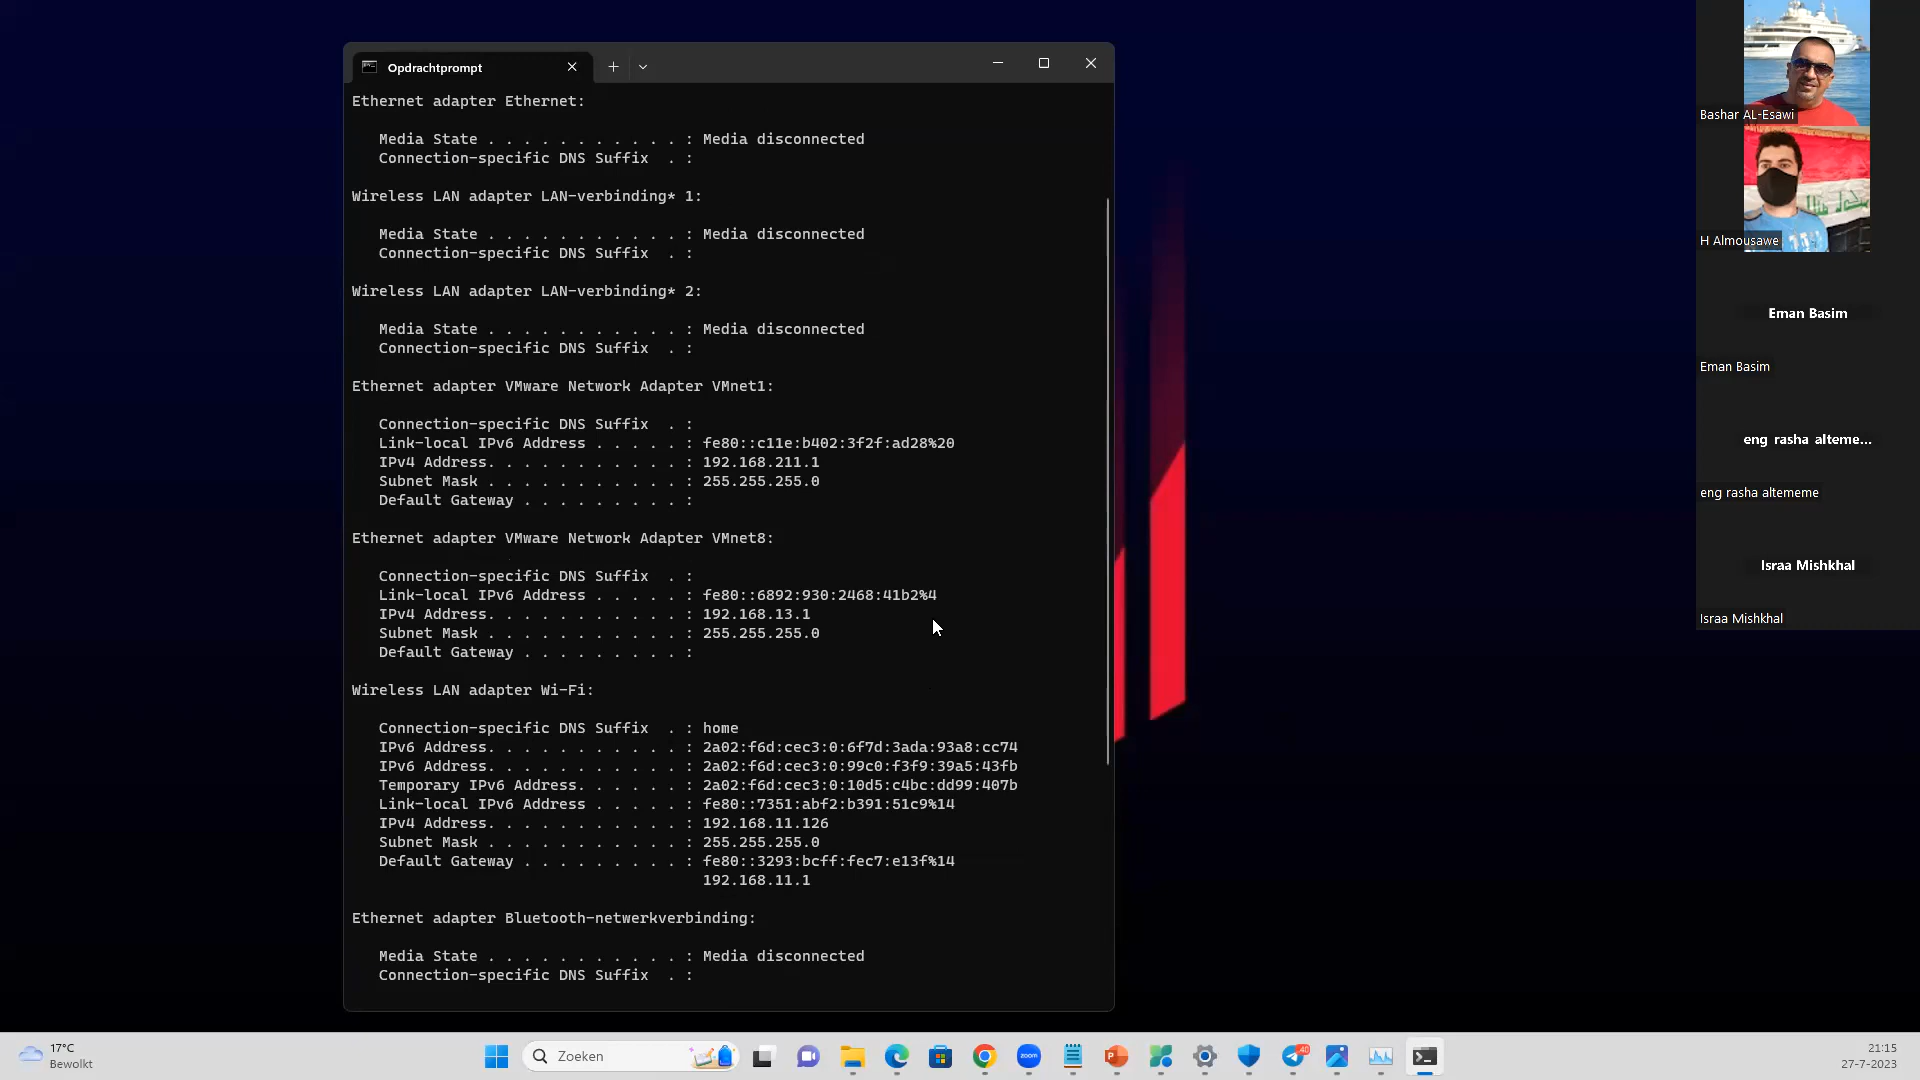 Opdrachtprompt
Ethernet adapter Ethernet:
Media State . . . . . . . . . . . : Media disconnected
Connection-specific DNS Suffix  . :
Wireless LAN adapter LAN-verbinding* 1:
Media State . . . . . . . . . . . : Media disconnected
Connection-specific DNS Suffix  . :
Wireless LAN adapter LAN-verbinding* 2:
Media State . . . . . . . . . . . : Media disconnected
Connection-specific DNS Suffix  . :
Ethernet adapter VMware Network Adapter VMnet1:
Connection-specific DNS Suffix  . :
Link-local IPv6 Address . . . . . : fe80::c11e:b402:3f2f:ad28%20
IPv4 Address. . . . . . . . . . . : 192.168.211.1
Subnet Mask . . . . . . . . . . . : 255.255.255.0
Default Gateway . . . . . . . . . :
Ethernet adapter VMware Network Adapter VMnet8:
Connection-specific DNS Suffix  . :
Link-local IPv6 Address . . . . . : fe80::6892:930:2468:41b2%4
IPv4 Address. . . . . . . . . . . : 192.168.13.1
Subnet Mask . . . . . . . . . . . : 255.255.255.0
Default Gateway . . . . . . . . . :
Wireless LAN adapter Wi-Fi:
Connection-specific DNS Suffix  . : home
IPv6 Address. . . . . . . . . . . : 2a02:f6d:cec3:0:6f7d:3ada:93a8:cc74
IPv6 Address. . . . . . . . . . . : 2a02:f6d:cec3:0:99c0:f3f9:39a5:43fb
Temporary IPv6 Address. . . . . . : 2a02:f6d:cec3:0:10d5:c4bc:dd99:407b
Link-local IPv6 Address . . . . . : fe80::7351:abf2:b391:51c9%14
IPv4 Address. . . . . . . . . . . : 192.168.11.126
Subnet Mask . . . . . . . . . . . : 255.255.255.0
Default Gateway . . . . . . . . . : fe80::3293:bcff:fec7:e13f%14
192.168.11.1
Ethernet adapter Bluetooth-netwerkverbinding:
Media State . . . . . . . . . . . : Media disconnected
Connection-specific DNS Suffix  . :
Bashar AL-Esawi
H Almousawe
Eman Basim
Eman Basim
eng rasha alteme...
eng rasha altememe
Israa Mishkhal
Israa Mishkhal
17°C
Bewolkt
Zoeken
zoom
21:15
27-7-2023